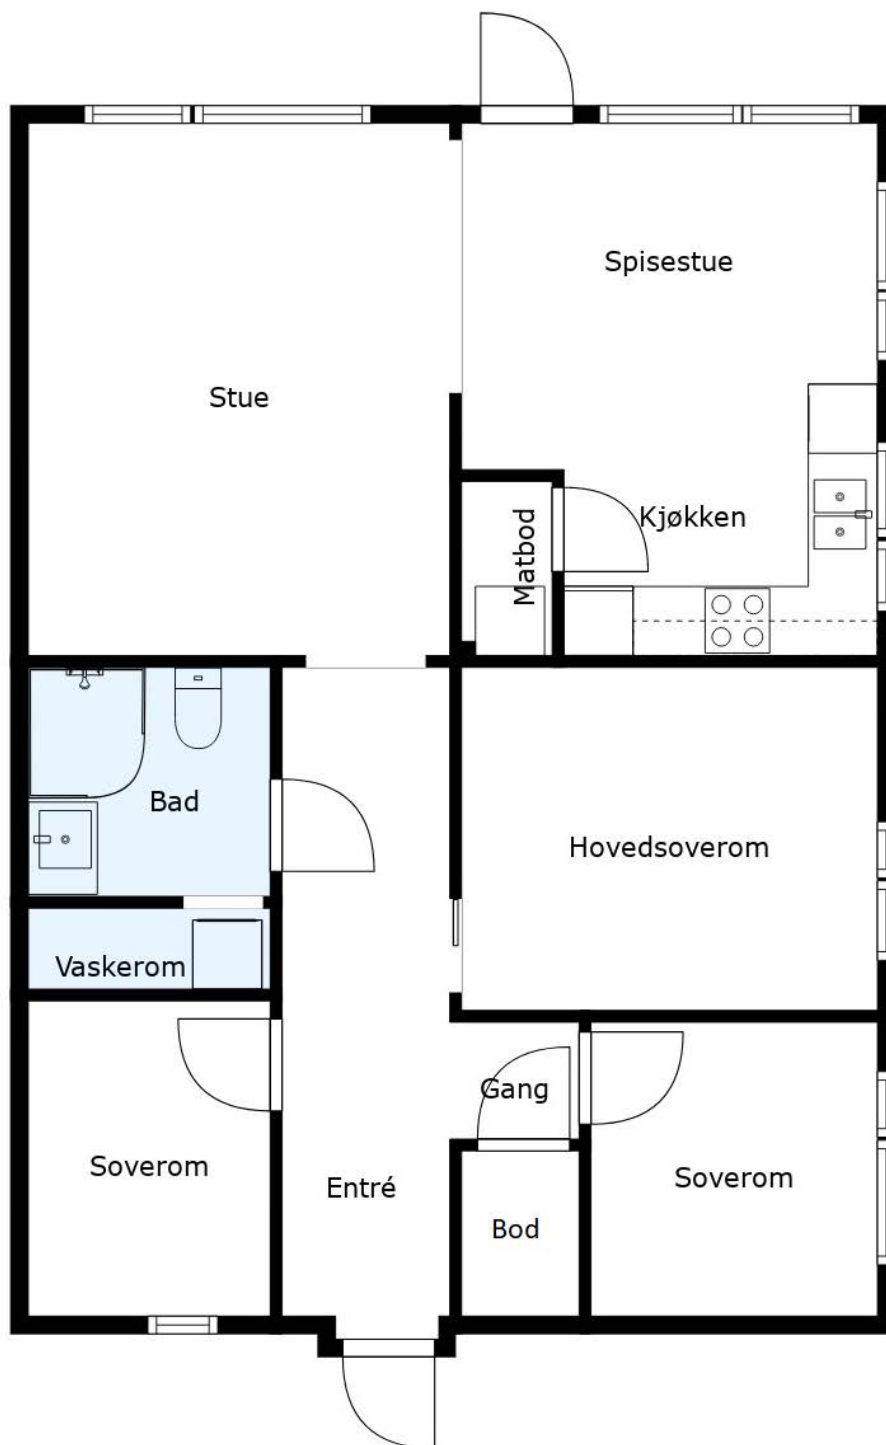 Spisestue
Stue
Kjøkken
Matbod
Bad
Hovedsoverom
Vaskerom
Gang
Soverom
Entré
Soverom
Bod